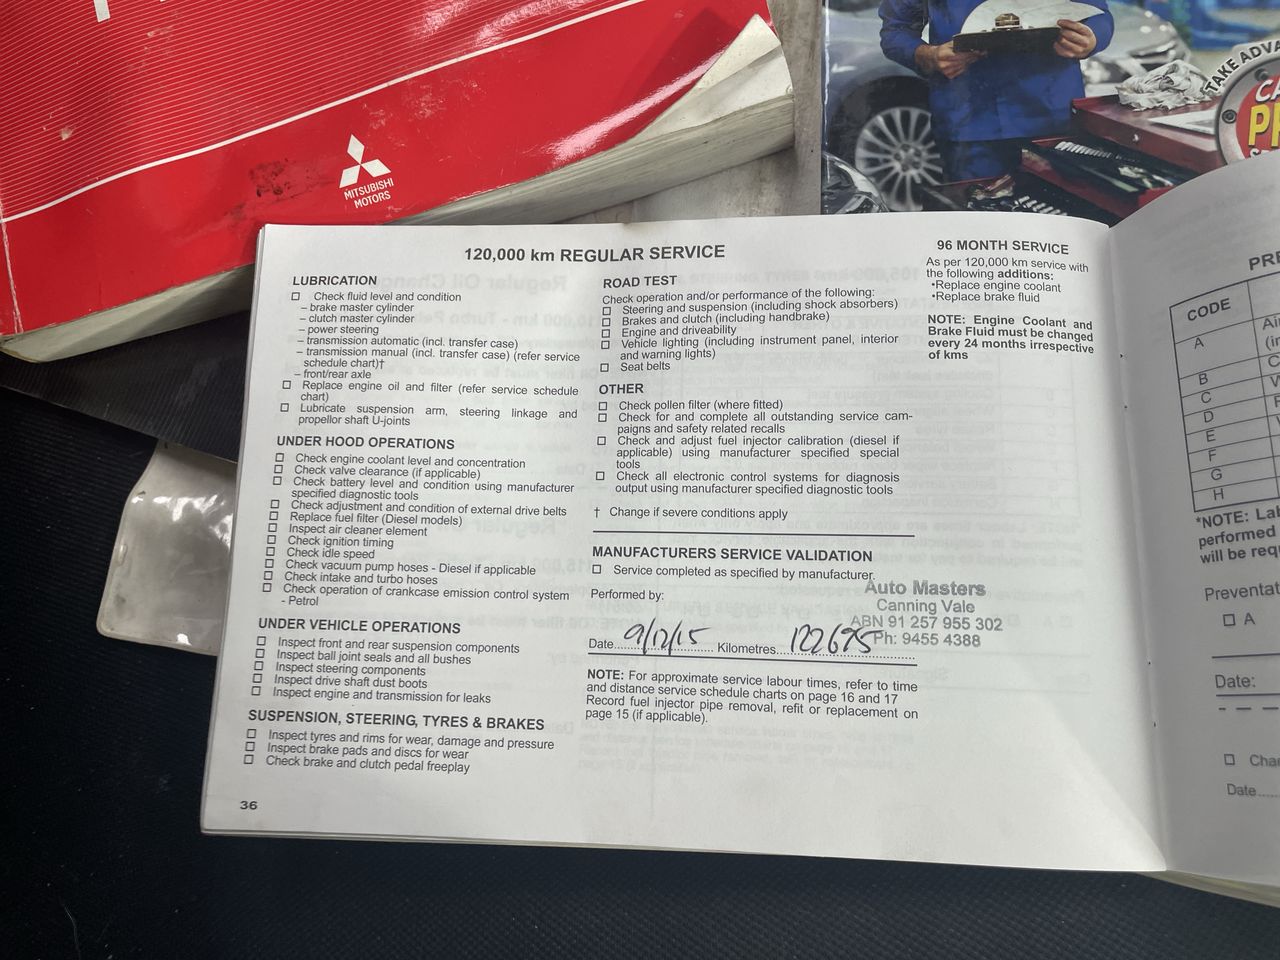 MITSUBISHI
MOTORS
TAKE ADVA
CA
120,000 km REGULAR SERVICE
LUBRICATION
☐ Check fluid level and condition
– brake master cylinder
– clutch master cylinder
– power steering
– transmission automatic (incl. transfer case)
– transmission manual (incl. transfer case) (refer service
schedule chart)†
– front/rear axle
☐ Replace engine oil and filter (refer service schedule
chart)
☐ Lubricate suspension arm, steering linkage and
propellor shaft U-joints
UNDER HOOD OPERATIONS
☐ Check engine coolant level and concentration
☐ Check valve clearance (if applicable)
☐ Check battery level and condition using manufacturer
specified diagnostic tools
☐ Check adjustment and condition of external drive belts
☐ Replace fuel filter (Diesel models)
☐ Inspect air cleaner element
☐ Check ignition timing
☐ Check idle speed
☐ Check vacuum pump hoses - Diesel if applicable
☐ Check intake and turbo hoses
☐ Check operation of crankcase emission control system
- Petrol
UNDER VEHICLE OPERATIONS
☐ Inspect front and rear suspension components
☐ Inspect ball joint seals and all bushes
☐ Inspect steering components
☐ Inspect drive shaft dust boots
☐ Inspect engine and transmission for leaks
SUSPENSION, STEERING, TYRES & BRAKES
☐ Inspect tyres and rims for wear, damage and pressure
☐ Inspect brake pads and discs for wear
☐ Check brake and clutch pedal freeplay
36
ROAD TEST
Check operation and/or performance of the following:
☐ Steering and suspension (including shock absorbers)
☐ Brakes and clutch (including handbrake)
☐ Engine and driveability
☐ Vehicle lighting (including instrument panel, interior
and warning lights)
☐ Seat belts
OTHER
☐ Check pollen filter (where fitted)
☐ Check for and complete all outstanding service cam-
paigns and safety related recalls
☐ Check and adjust fuel injector calibration (diesel if
applicable) using manufacturer specified special
tools
☐ Check all electronic control systems for diagnosis
output using manufacturer specified diagnostic tools
† Change if severe conditions apply
MANUFACTURERS SERVICE VALIDATION
☐ Service completed as specified by manufacturer.
Performed by:
Auto Masters
Canning Vale
ABN 91 257 955 302
Ph: 9455 4388
Date 9/12/15 Kilometres 122675
NOTE: For approximate service labour times, refer to time
and distance service schedule charts on page 16 and 17
Record fuel injector pipe removal, refit or replacement on
page 15 (if applicable).
96 MONTH SERVICE
As per 120,000 km service with
the following additions:
•Replace engine coolant
•Replace brake fluid
NOTE: Engine Coolant and
Brake Fluid must be changed
every 24 months irrespective
of kms
PRE
CODE
A
B
C
D
E
F
G
H
*NOTE: Lab
performed
will be requ
Preventat
☐ A
Date:
☐ Cha
Date